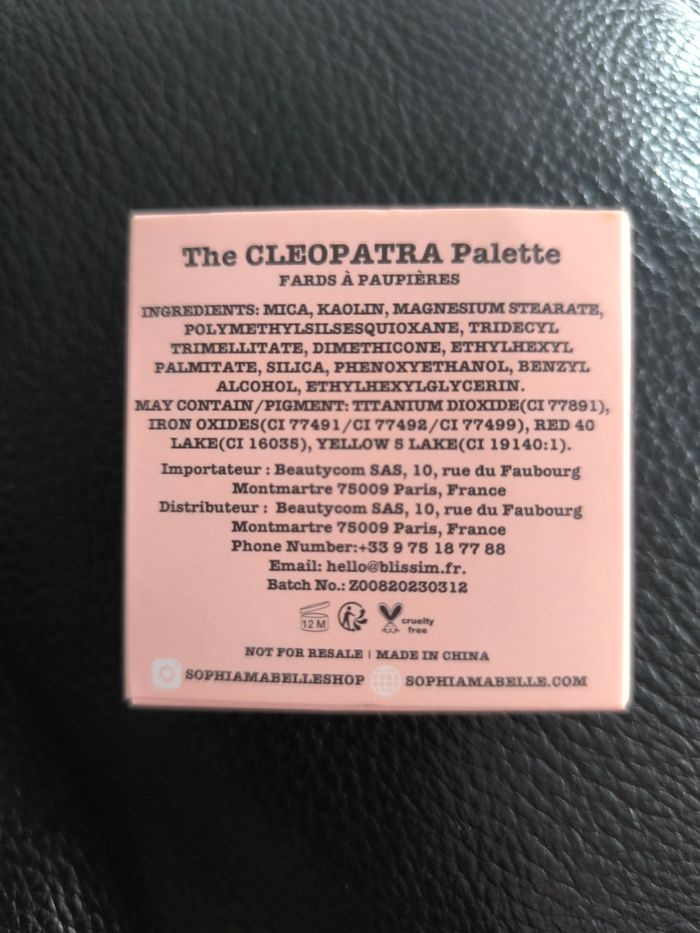 The CLEOPATRA Palette
FARDS À PAUPIÈRES
INGREDIENTS: MICA, KAOLIN, MAGNESIUM STEARATE,
POLYMETHYLSILSESQUIOXANE, TRIDECYL
TRIMELLITATE, DIMETHICONE, ETHYLHEXYL
PALMITATE, SILICA, PHENOXYETHANOL, BENZYL
ALCOHOL, ETHYLHEXYLGLYCERIN.
MAY CONTAIN/PIGMENT: TITANIUM DIOXIDE(CI 77891),
IRON OXIDES(CI 77491/CI 77492/CI 77499), RED 40
LAKE(CI 16035), YELLOW 5 LAKE(CI 19140:1).
Importateur : Beautycom SAS, 10, rue du Faubourg
Montmartre 75009 Paris, France
Distributeur : Beautycom SAS, 10, rue du Faubourg
Montmartre 75009 Paris, France
Phone Number:+33 9 75 18 77 88
Email: hello@blissim.fr.
Batch No.: Z00820230312
12 M
cruelty
free
NOT FOR RESALE | MADE IN CHINA
SOPHIAMABELLESHOP SOPHIAMABELLE.COM